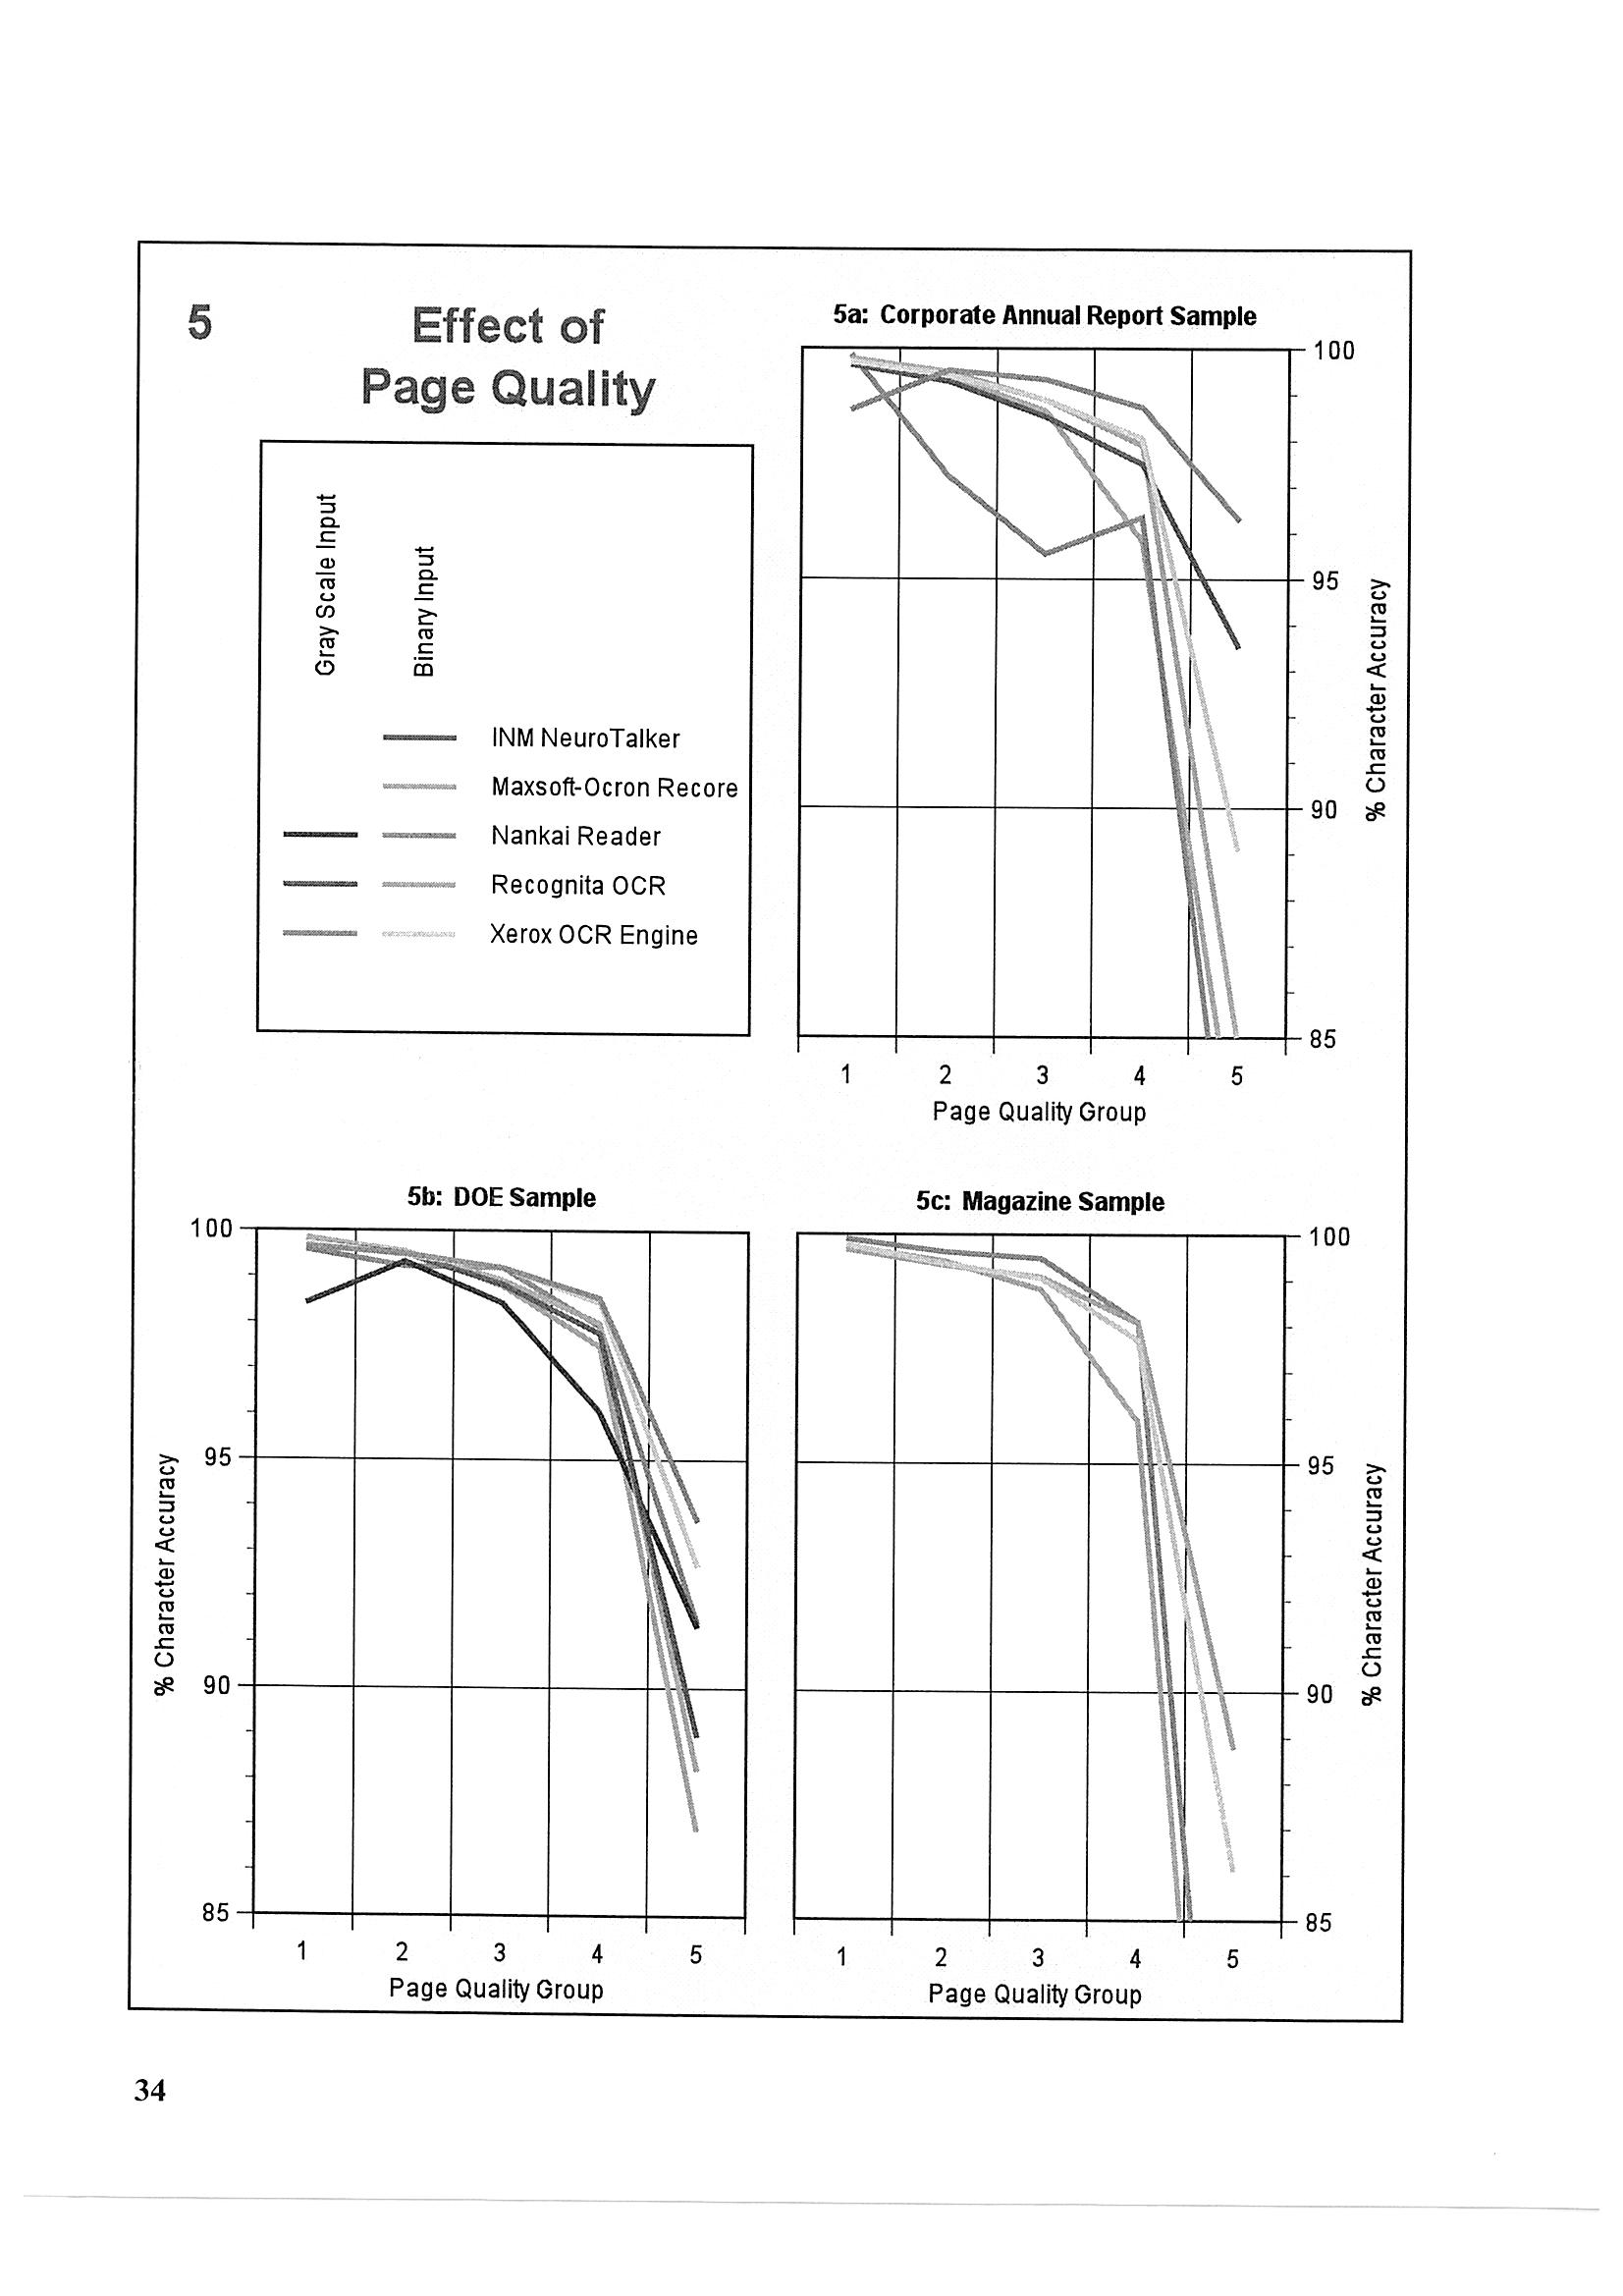 5
Effect of
Page Quality
Gray Scale Input
Binary Input
INM NeuroTalker
Maxsoft-Ocron Recore
Nankai Reader
Recognita OCR
Xerox OCR Engine
5a: Corporate Annual Report Sample
100
95
90
85
% Character Accuracy
1 2 3 4 5
Page Quality Group
5b: DOE Sample
100
95
90
85
% Character Accuracy
1 2 3 4 5
Page Quality Group
5c: Magazine Sample
100
95
90
85
% Character Accuracy
1 2 3 4 5
Page Quality Group
34